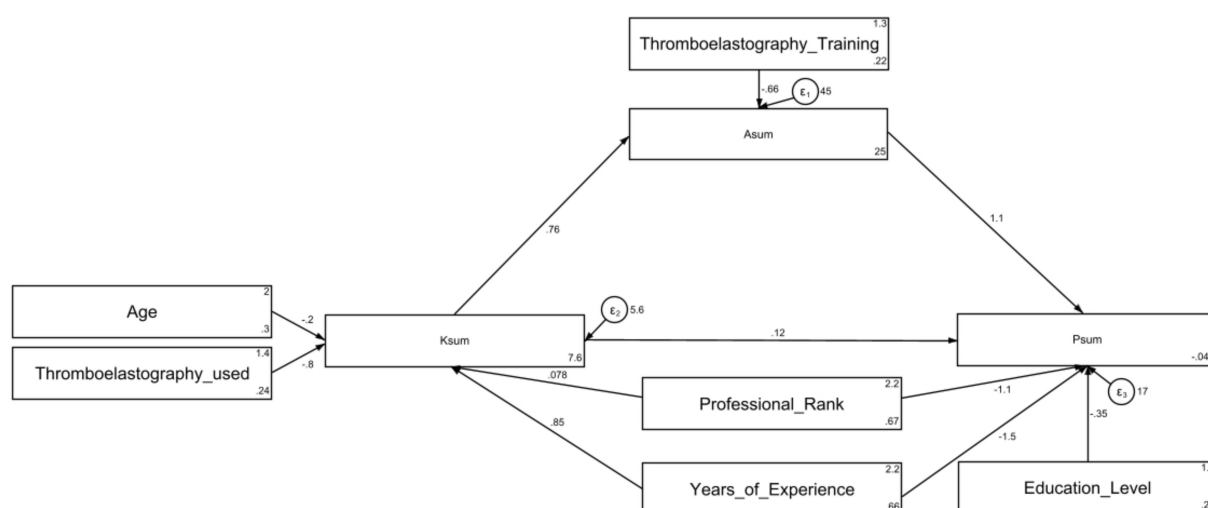 1.3
Thromboelastography_Training
.22
-.66
ε1
45
Asum
25
.76
1.1
2
Age
.3
-.2
ε2
5.6
1.4
Thromboelastography_used
.24
-.8
Ksum
7.6
.12
Psum
-.04
.078
2.2
Professional_Rank
.67
-1.1
ε3
17
-.35
.85
-1.5
2.2
Years_of_Experience
.66
Education_Level